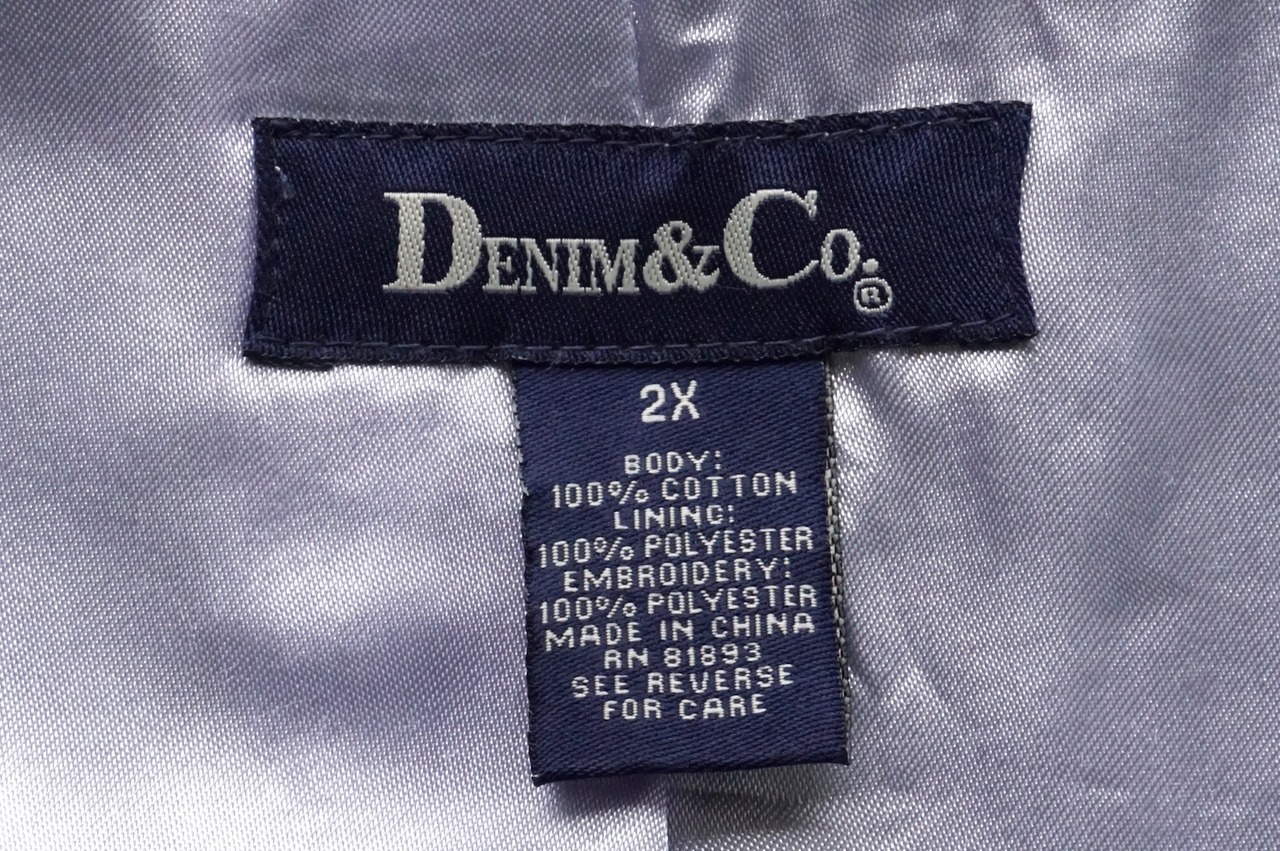 DENIM&CO.®
2X
BODY:
100% COTTON
LINING:
100% POLYESTER
EMBROIDERY:
100% POLYESTER
MADE IN CHINA
RN 81893
SEE REVERSE
FOR CARE